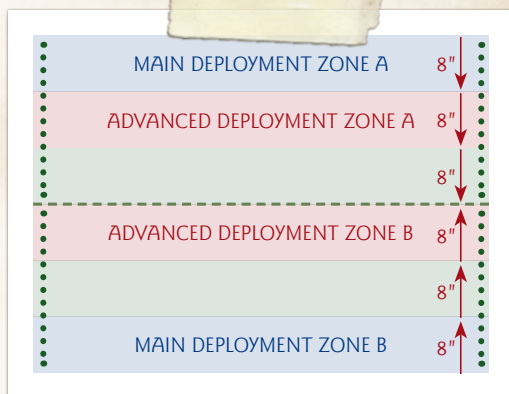 MAIN DEPLOYMENT ZONE A 8"
ADVANCED DEPLOYMENT ZONE A 8"
8"
ADVANCED DEPLOYMENT ZONE B 8"
8"
MAIN DEPLOYMENT ZONE B 8"